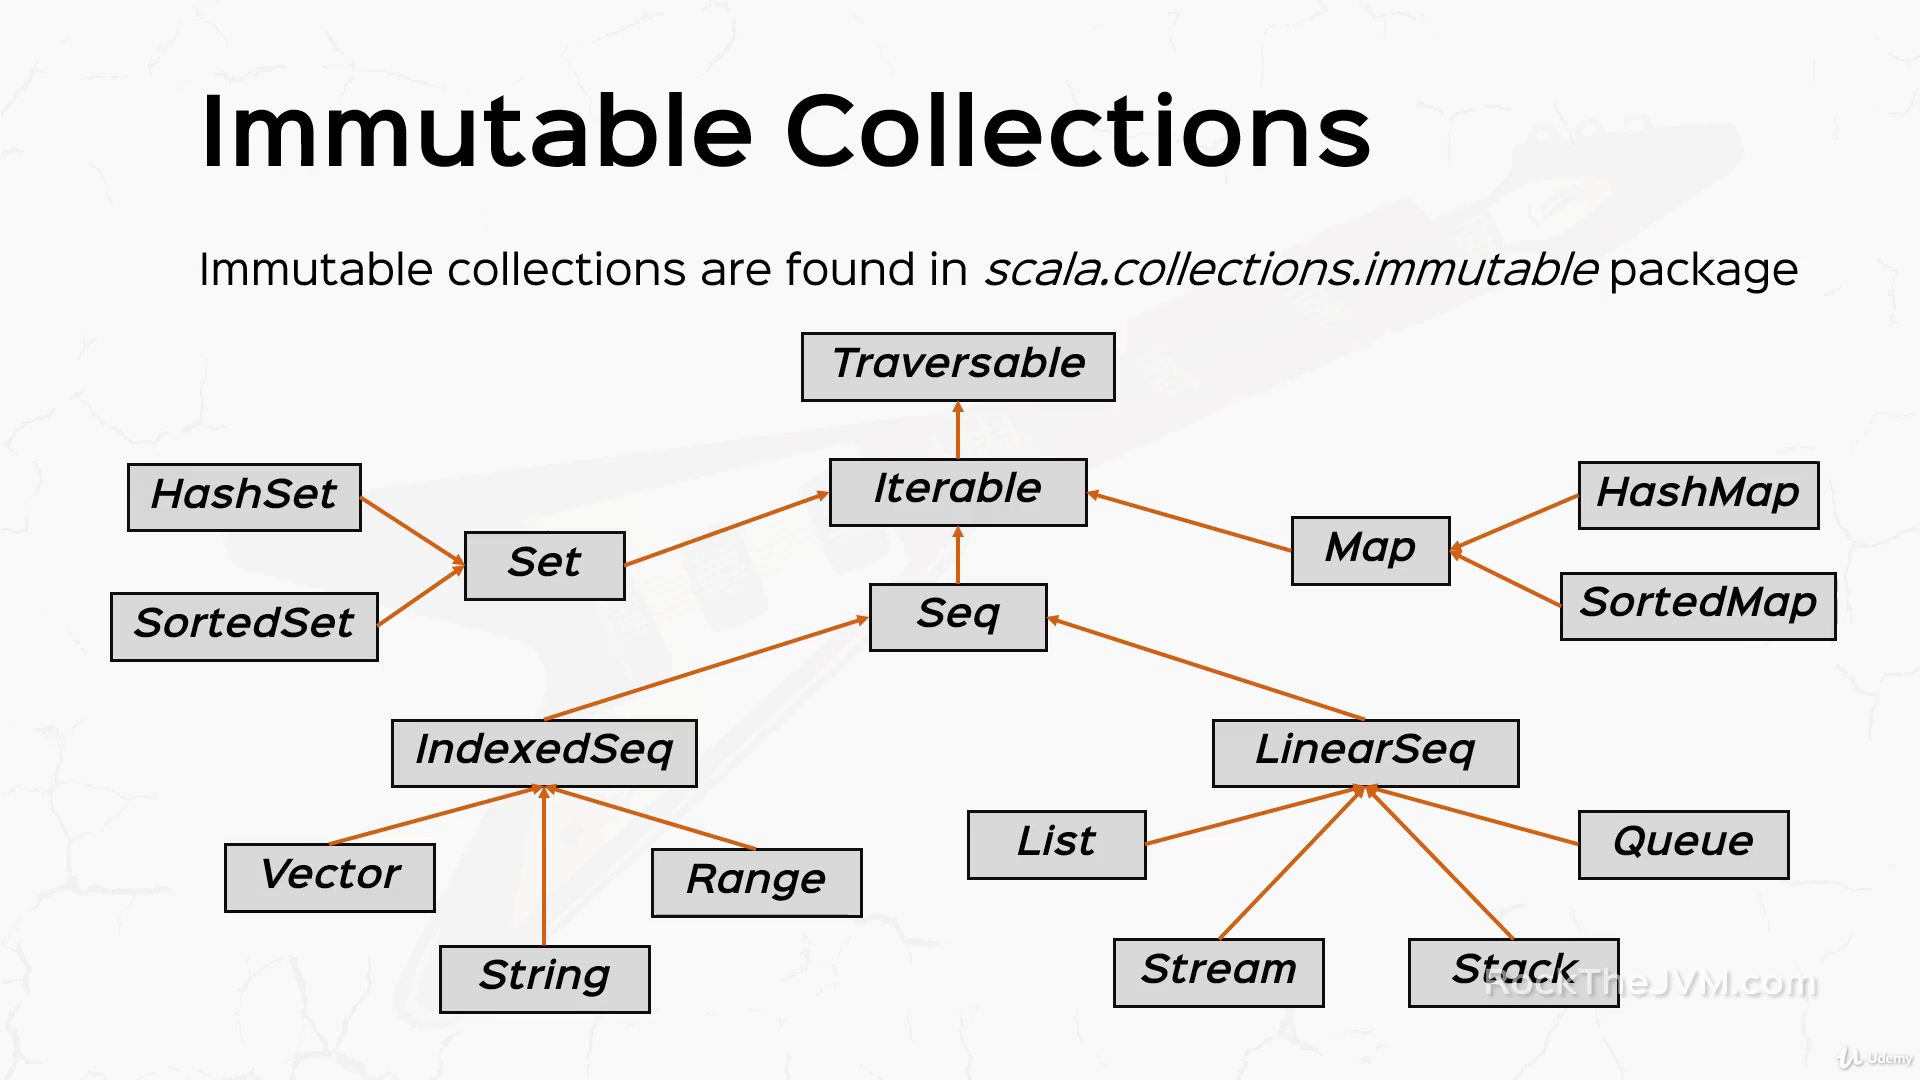 Immutable Collections
Immutable collections are found in scala.collections.immutable package
Traversable
HashSet
Iterable
HashMap
Set
Map
SortedSet
Seq
SortedMap
IndexedSeq
LinearSeq
Vector
Range
List
Queue
String
Stream
Stack
RockTheJVM.com
Udemy